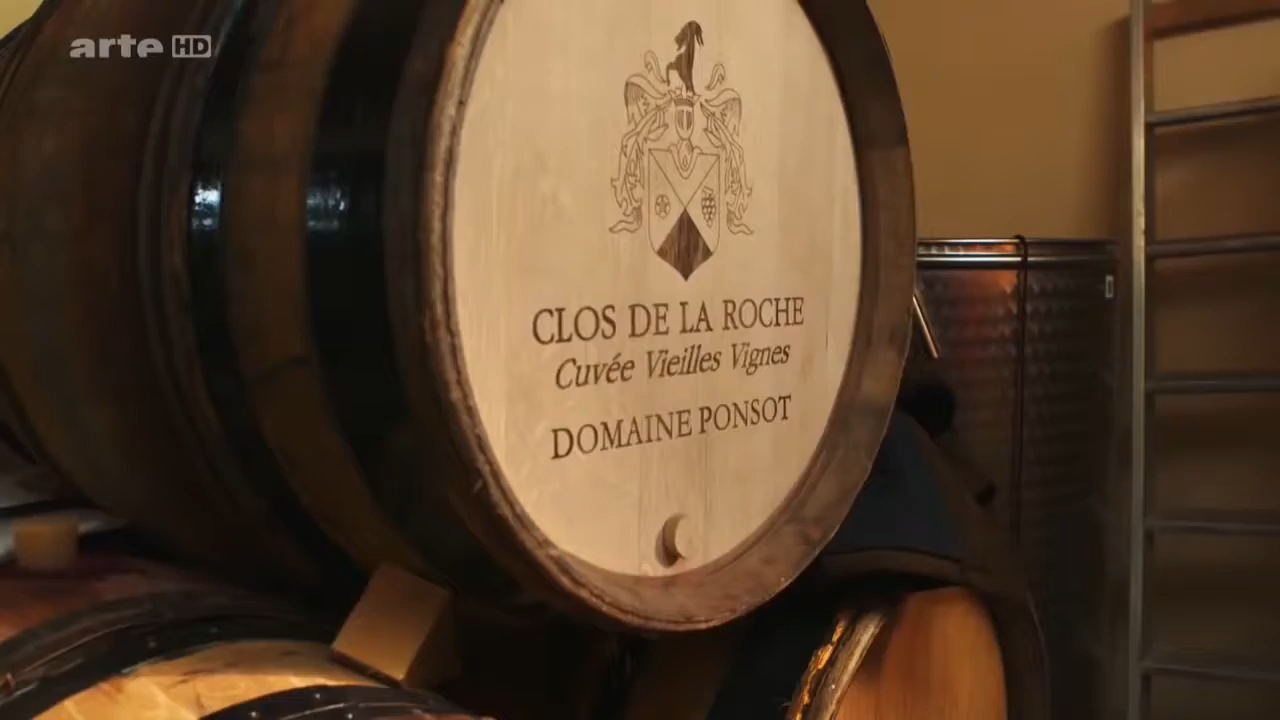 arte HD
CLOS DE LA ROCHE
Cuvée Vieilles Vignes
DOMAINE PONSOT